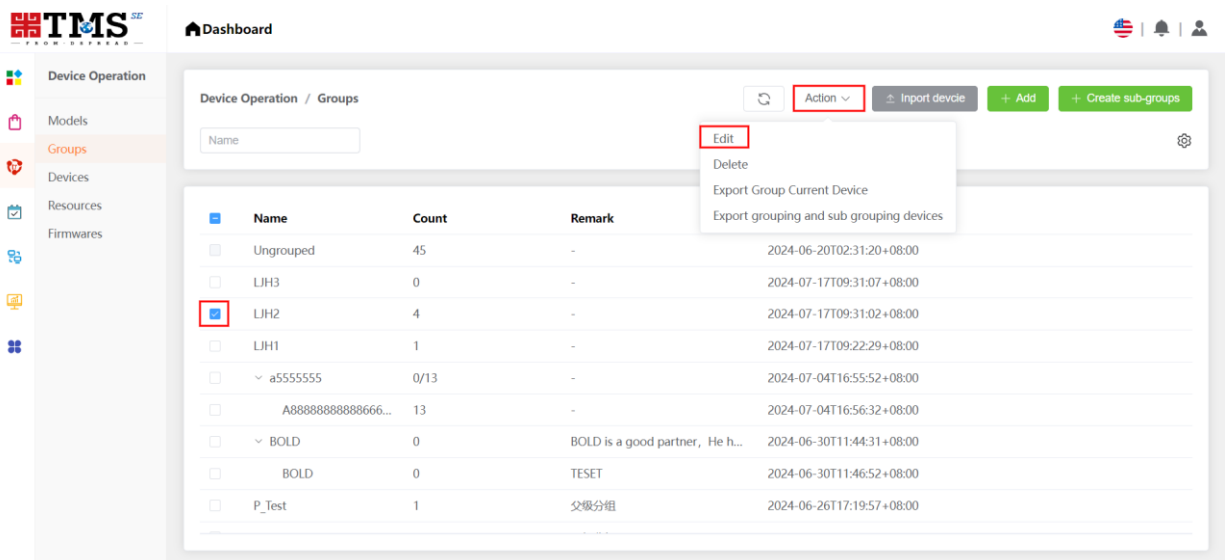 TMS SE
Dashboard
FROM·USPREAD
Device Operation
Models
Groups
Devices
Resources
Firmwares
Device Operation / Groups
Action
Inport devcie
+ Add
+ Create sub-groups
Name
Edit
Delete
Export Group Current Device
Export grouping and sub grouping devices
Name Count Remark
Ungrouped 45 - 2024-06-20T02:31:20+08:00
LJH3 0 - 2024-07-17T09:31:07+08:00
LJH2 4 - 2024-07-17T09:31:02+08:00
LJH1 1 - 2024-07-17T09:22:29+08:00
a5555555 0/13 - 2024-07-04T16:55:52+08:00
A88888888888666... 13 - 2024-07-04T16:56:32+08:00
BOLD 0 BOLD is a good partner，He h... 2024-06-30T11:44:31+08:00
BOLD 0 TESET 2024-06-30T11:46:52+08:00
P_Test 1 父级分组 2024-06-26T17:19:57+08:00